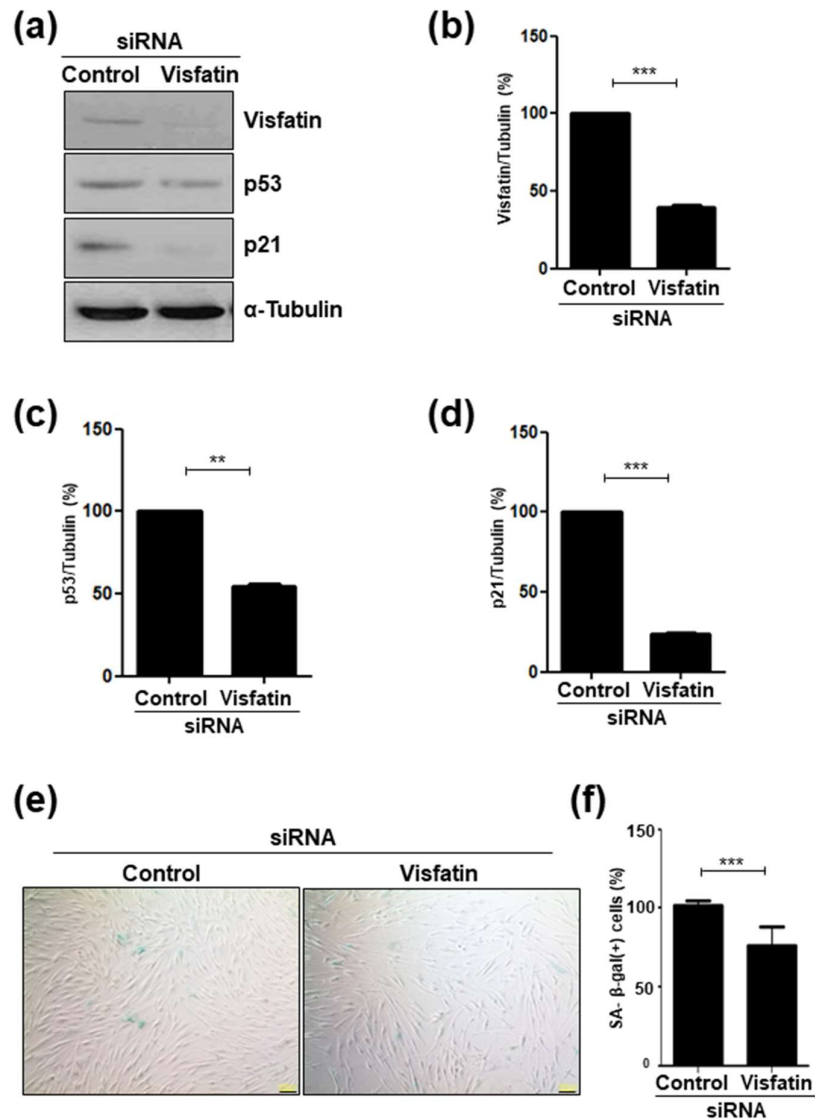 (a)
siRNA
Control Visfatin
Visfatin
p53
p21
α-Tubulin
(b)
Visfatin/Tubulin (%)
150
100
50
0
***
Control Visfatin
siRNA
(c)
p53/Tubulin (%)
150
100
50
0
**
Control Visfatin
siRNA
(d)
p21/Tubulin (%)
150
100
50
0
***
Control Visfatin
siRNA
(e)
siRNA
Control Visfatin
(f)
SA- β-gal(+) cells (%)
150
100
50
0
***
Control Visfatin
siRNA